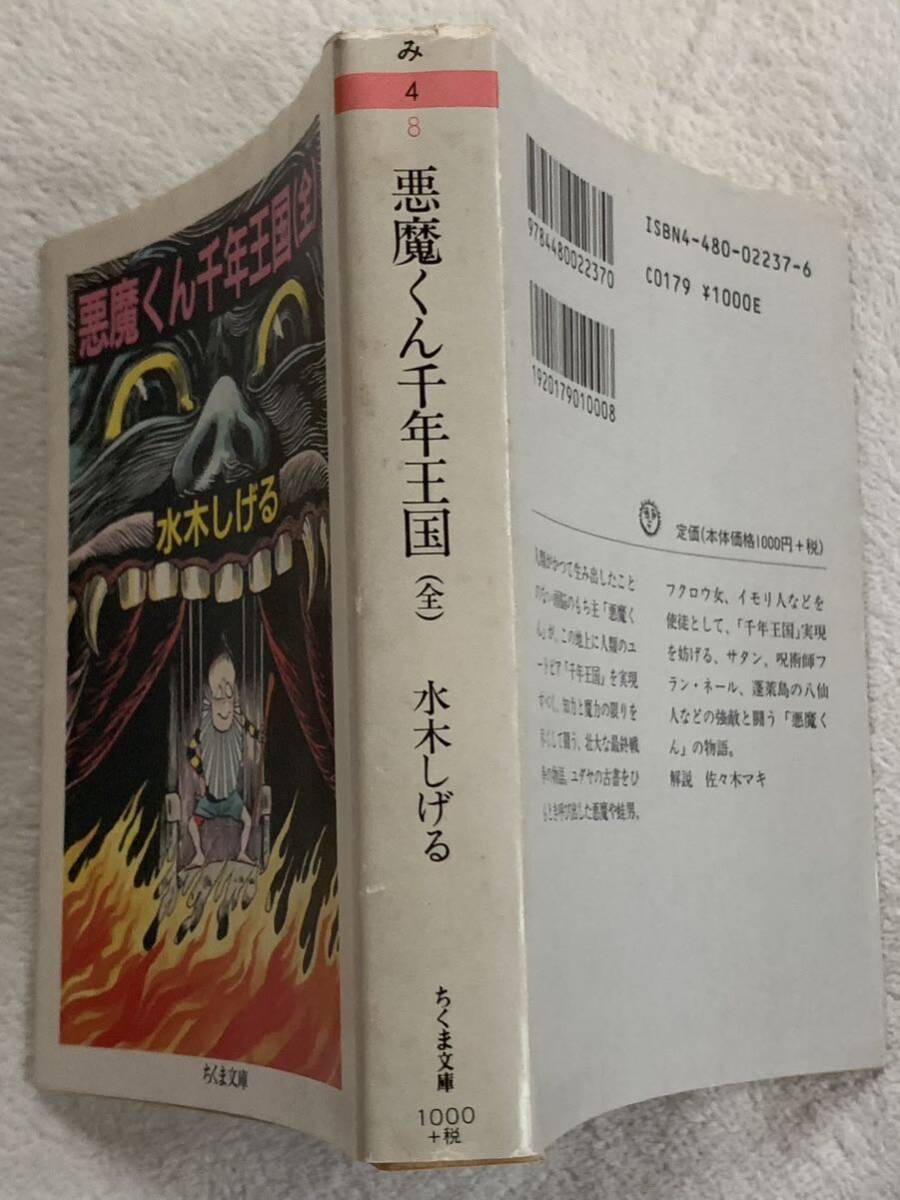 悪魔くん千年王国(全)
水木しげる
ちくま文庫
み
4
8
悪魔くん千年王国(全) 水木しげる
ちくま文庫
1000
+税
9784480022370
1920179010008
ISBN4-480-02237-6
C0179 ¥1000E
定価(本体価格1000円+税)
人類がかつて生み出したこと
のない頭脳のもち主「悪魔く
ん」が、この地上に人類のユ
ートピア「千年王国」を実現
すべく、知力と魔力の限りを
尽くして闘う、壮大な最終戦
争の物語。ユダヤの古書をひ
もとき呼び出した悪魔や蛙男、
フクロウ女、イモリ人などを
使徒として、「千年王国」実現
を妨げる、サタン、呪術師フ
ラン・ネール、蓬莱島の八仙
人などの強敵と闘う「悪魔く
ん」の物語。
解説 佐々木マキ